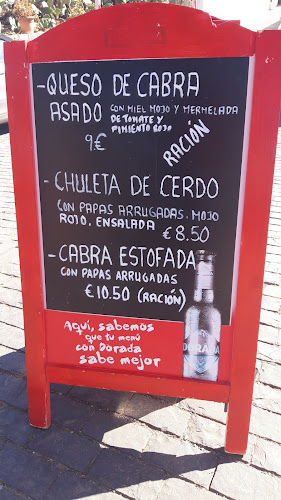 -QUESO DE CABRA
ASADO CON MIEL MOJO Y MERMELADA
DE TOMATE Y
PIMIENTO ROJO
9€
RACIÓN
-CHULETA DE CERDO
CON PAPAS ARRUGADAS. MOJO
ROJO. ENSALADA
€ 8.50
-CABRA ESTOFADA
CON PAPAS ARRUGADAS
€10.50 (RACIÓN)
Aquí, sabemos
que tu menú
con Dorada
sabe mejor
DORADA